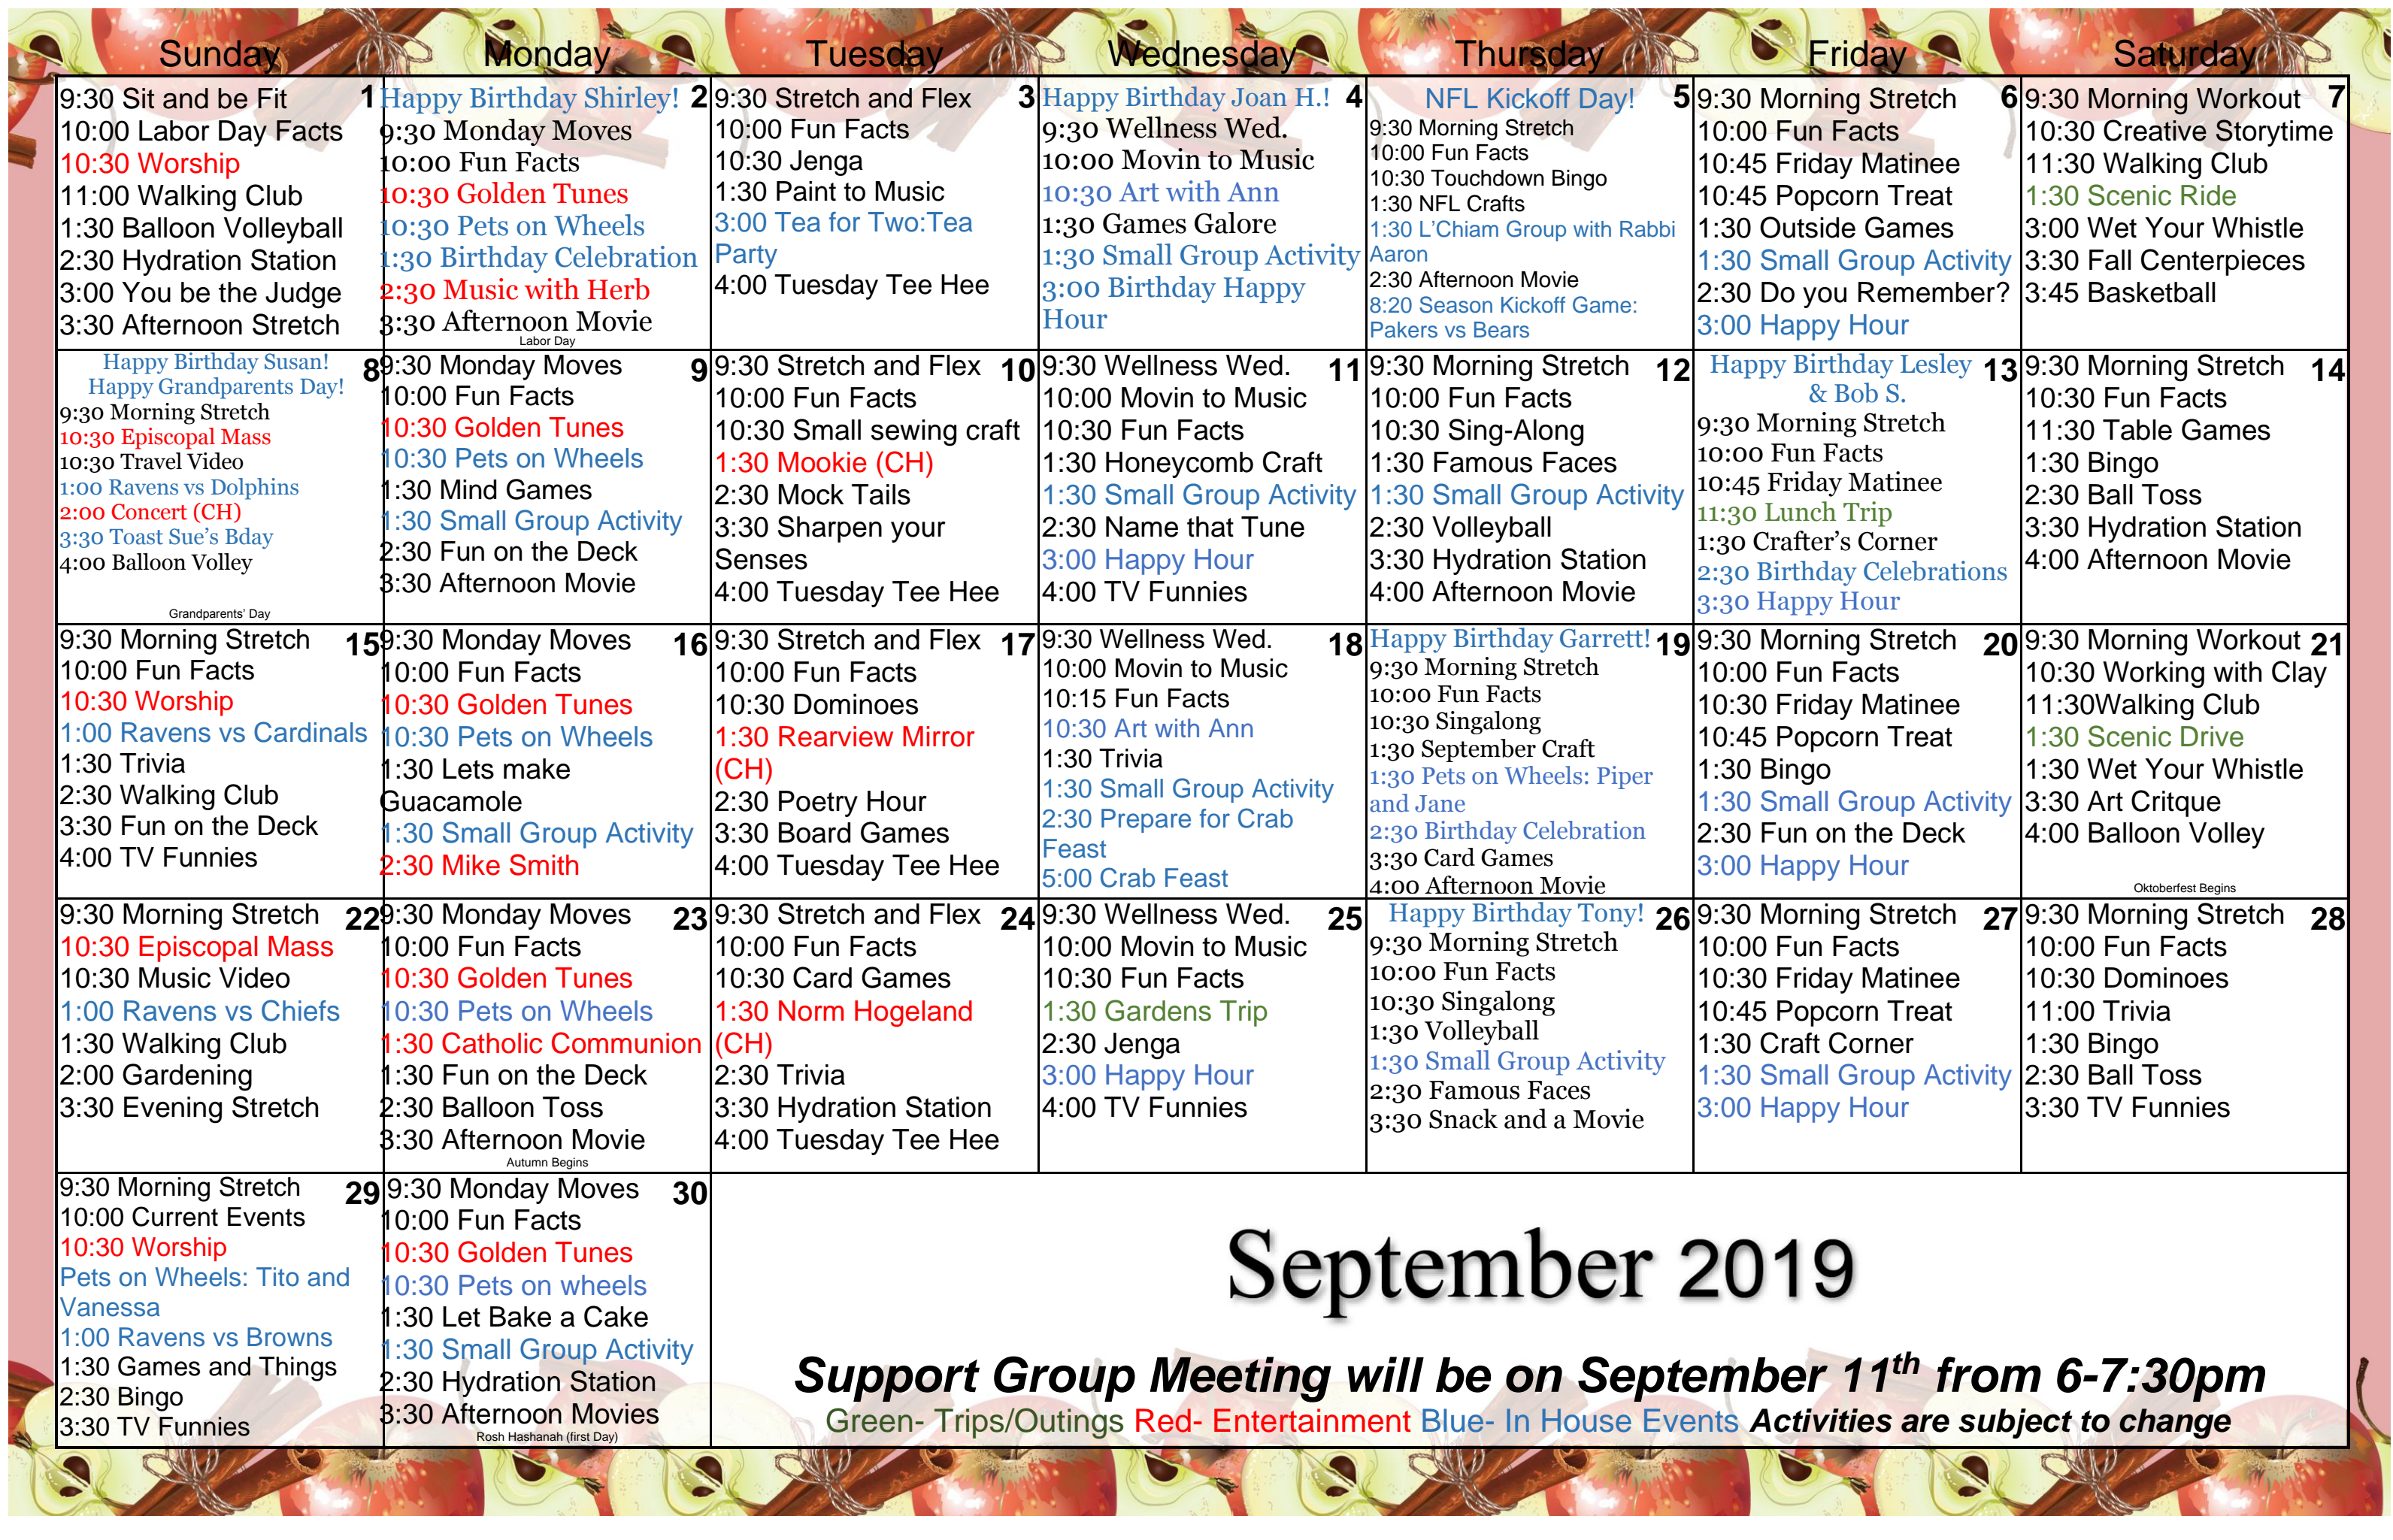 Sunday
Monday
Tuesday
Wednesday
Thursday
Friday
Saturday
1
9:30 Sit and be Fit
10:00 Labor Day Facts
10:30 Worship
11:00 Walking Club
1:30 Balloon Volleyball
2:30 Hydration Station
3:00 You be the Judge
3:30 Afternoon Stretch
2
Happy Birthday Shirley!
9:30 Monday Moves
10:00 Fun Facts
10:30 Golden Tunes
10:30 Pets on Wheels
1:30 Birthday Celebration
2:30 Music with Herb
3:30 Afternoon Movie
Labor Day
3
9:30 Stretch and Flex
10:00 Fun Facts
10:30 Jenga
1:30 Paint to Music
3:00 Tea for Two:Tea
Party
4:00 Tuesday Tee Hee
4
Happy Birthday Joan H.!
9:30 Wellness Wed.
10:00 Movin to Music
10:30 Art with Ann
1:30 Games Galore
1:30 Small Group Activity
3:00 Birthday Happy
Hour
5
NFL Kickoff Day!
9:30 Morning Stretch
10:00 Fun Facts
10:30 Touchdown Bingo
1:30 NFL Crafts
1:30 L'Chiam Group with Rabbi
Aaron
2:30 Afternoon Movie
8:20 Season Kickoff Game:
Pakers vs Bears
6
9:30 Morning Stretch
10:00 Fun Facts
10:45 Friday Matinee
10:45 Popcorn Treat
1:30 Outside Games
1:30 Small Group Activity
2:30 Do you Remember?
3:00 Happy Hour
7
9:30 Morning Workout
10:30 Creative Storytime
11:30 Walking Club
1:30 Scenic Ride
3:00 Wet Your Whistle
3:30 Fall Centerpieces
3:45 Basketball
8
Happy Birthday Susan!
Happy Grandparents Day!
9:30 Morning Stretch
10:30 Episcopal Mass
10:30 Travel Video
1:00 Ravens vs Dolphins
2:00 Concert (CH)
3:30 Toast Sue's Bday
4:00 Balloon Volley
Grandparents' Day
9
9:30 Monday Moves
10:00 Fun Facts
10:30 Golden Tunes
10:30 Pets on Wheels
1:30 Mind Games
1:30 Small Group Activity
2:30 Fun on the Deck
3:30 Afternoon Movie
10
9:30 Stretch and Flex
10:00 Fun Facts
10:30 Small sewing craft
1:30 Mookie (CH)
2:30 Mock Tails
3:30 Sharpen your
Senses
4:00 Tuesday Tee Hee
11
9:30 Wellness Wed.
10:00 Movin to Music
10:30 Fun Facts
1:30 Honeycomb Craft
1:30 Small Group Activity
2:30 Name that Tune
3:00 Happy Hour
4:00 TV Funnies
12
9:30 Morning Stretch
10:00 Fun Facts
10:30 Sing-Along
1:30 Famous Faces
1:30 Small Group Activity
2:30 Volleyball
3:30 Hydration Station
4:00 Afternoon Movie
13
Happy Birthday Lesley
& Bob S.
9:30 Morning Stretch
10:00 Fun Facts
10:45 Friday Matinee
11:30 Lunch Trip
1:30 Crafter's Corner
2:30 Birthday Celebrations
3:30 Happy Hour
14
9:30 Morning Stretch
10:30 Fun Facts
11:30 Table Games
1:30 Bingo
2:30 Ball Toss
3:30 Hydration Station
4:00 Afternoon Movie
15
9:30 Morning Stretch
10:00 Fun Facts
10:30 Worship
1:00 Ravens vs Cardinals
1:30 Trivia
2:30 Walking Club
3:30 Fun on the Deck
4:00 TV Funnies
16
9:30 Monday Moves
10:00 Fun Facts
10:30 Golden Tunes
10:30 Pets on Wheels
1:30 Lets make
Guacamole
1:30 Small Group Activity
2:30 Mike Smith
17
9:30 Stretch and Flex
10:00 Fun Facts
10:30 Dominoes
1:30 Rearview Mirror
(CH)
2:30 Poetry Hour
3:30 Board Games
4:00 Tuesday Tee Hee
18
9:30 Wellness Wed.
10:00 Movin to Music
10:15 Fun Facts
10:30 Art with Ann
1:30 Trivia
1:30 Small Group Activity
2:30 Prepare for Crab
Feast
5:00 Crab Feast
19
Happy Birthday Garrett!
9:30 Morning Stretch
10:00 Fun Facts
10:30 Singalong
1:30 September Craft
1:30 Pets on Wheels: Piper
and Jane
2:30 Birthday Celebration
3:30 Card Games
4:00 Afternoon Movie
20
9:30 Morning Stretch
10:00 Fun Facts
10:30 Friday Matinee
10:45 Popcorn Treat
1:30 Bingo
1:30 Small Group Activity
2:30 Fun on the Deck
3:00 Happy Hour
21
9:30 Morning Workout
10:30 Working with Clay
11:30Walking Club
1:30 Scenic Drive
1:30 Wet Your Whistle
3:30 Art Critque
4:00 Balloon Volley
Oktoberfest Begins
22
9:30 Morning Stretch
10:30 Episcopal Mass
10:30 Music Video
1:00 Ravens vs Chiefs
1:30 Walking Club
2:00 Gardening
3:30 Evening Stretch
23
9:30 Monday Moves
10:00 Fun Facts
10:30 Golden Tunes
10:30 Pets on Wheels
1:30 Catholic Communion
1:30 Fun on the Deck
2:30 Balloon Toss
3:30 Afternoon Movie
Autumn Begins
24
9:30 Stretch and Flex
10:00 Fun Facts
10:30 Card Games
1:30 Norm Hogeland
(CH)
2:30 Trivia
3:30 Hydration Station
4:00 Tuesday Tee Hee
25
9:30 Wellness Wed.
10:00 Movin to Music
10:30 Fun Facts
1:30 Gardens Trip
2:30 Jenga
3:00 Happy Hour
4:00 TV Funnies
26
Happy Birthday Tony!
9:30 Morning Stretch
10:00 Fun Facts
10:30 Singalong
1:30 Volleyball
1:30 Small Group Activity
2:30 Famous Faces
3:30 Snack and a Movie
27
9:30 Morning Stretch
10:00 Fun Facts
10:30 Friday Matinee
10:45 Popcorn Treat
1:30 Craft Corner
1:30 Small Group Activity
3:00 Happy Hour
28
9:30 Morning Stretch
10:00 Fun Facts
10:30 Dominoes
11:00 Trivia
1:30 Bingo
2:30 Ball Toss
3:30 TV Funnies
29
9:30 Morning Stretch
10:00 Current Events
10:30 Worship
Pets on Wheels: Tito and
Vanessa
1:00 Ravens vs Browns
1:30 Games and Things
2:30 Bingo
3:30 TV Funnies
30
9:30 Monday Moves
10:00 Fun Facts
10:30 Golden Tunes
10:30 Pets on wheels
1:30 Let Bake a Cake
1:30 Small Group Activity
2:30 Hydration Station
3:30 Afternoon Movies
Rosh Hashanah (first Day)
September 2019
Support Group Meeting will be on September 11th from 6-7:30pm
Green- Trips/Outings Red- Entertainment Blue- In House Events Activities are subject to change